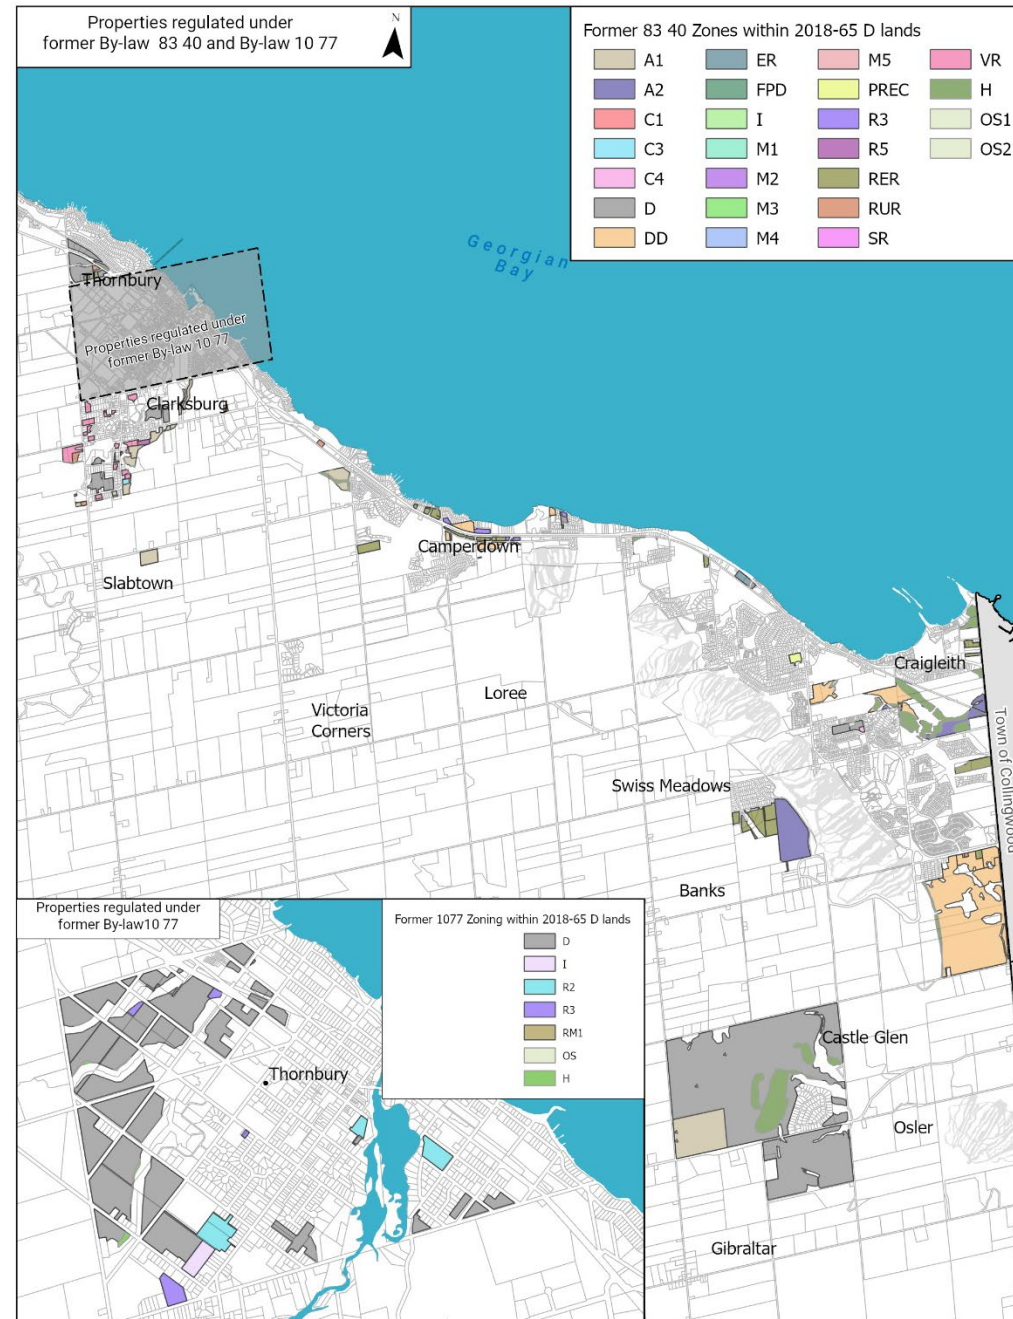 Properties regulated under
former By-law  83 40 and By-law 10 77
N
Former 83 40 Zones within 2018-65 D lands
A1
A2
C1
C3
C4
D
DD
ER
FPD
I
M1
M2
M3
M4
M5
PREC
R3
R5
RER
RUR
SR
VR
H
OS1
OS2
Georgian
Bay
Thornbury
Properties regulated under
former By-law 10 77
Clarksburg
Camperdown
Slabtown
Craigleith
Loree
Victoria
Corners
Town of Collingwood
Swiss Meadows
Banks
Castle Glen
Osler
Gibraltar
Properties regulated under
former By-law10 77
Former 1077 Zoning within 2018-65 D lands
D
I
R2
R3
RM1
OS
H
Thornbury